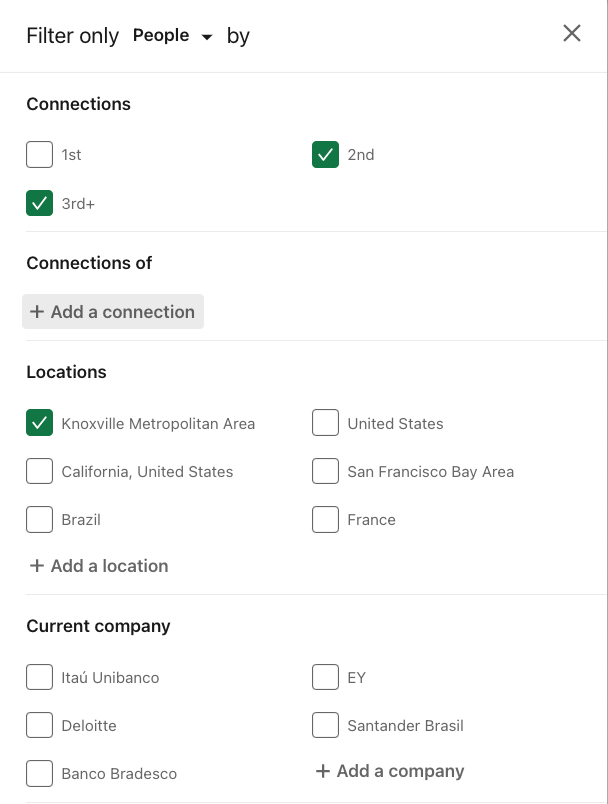 Filter only People by
Connections
1st 2nd
3rd+
Connections of
+ Add a connection
Locations
Knoxville Metropolitan Area United States
California, United States San Francisco Bay Area
Brazil France
+ Add a location
Current company
Itaú Unibanco EY
Deloitte Santander Brasil
Banco Bradesco + Add a company